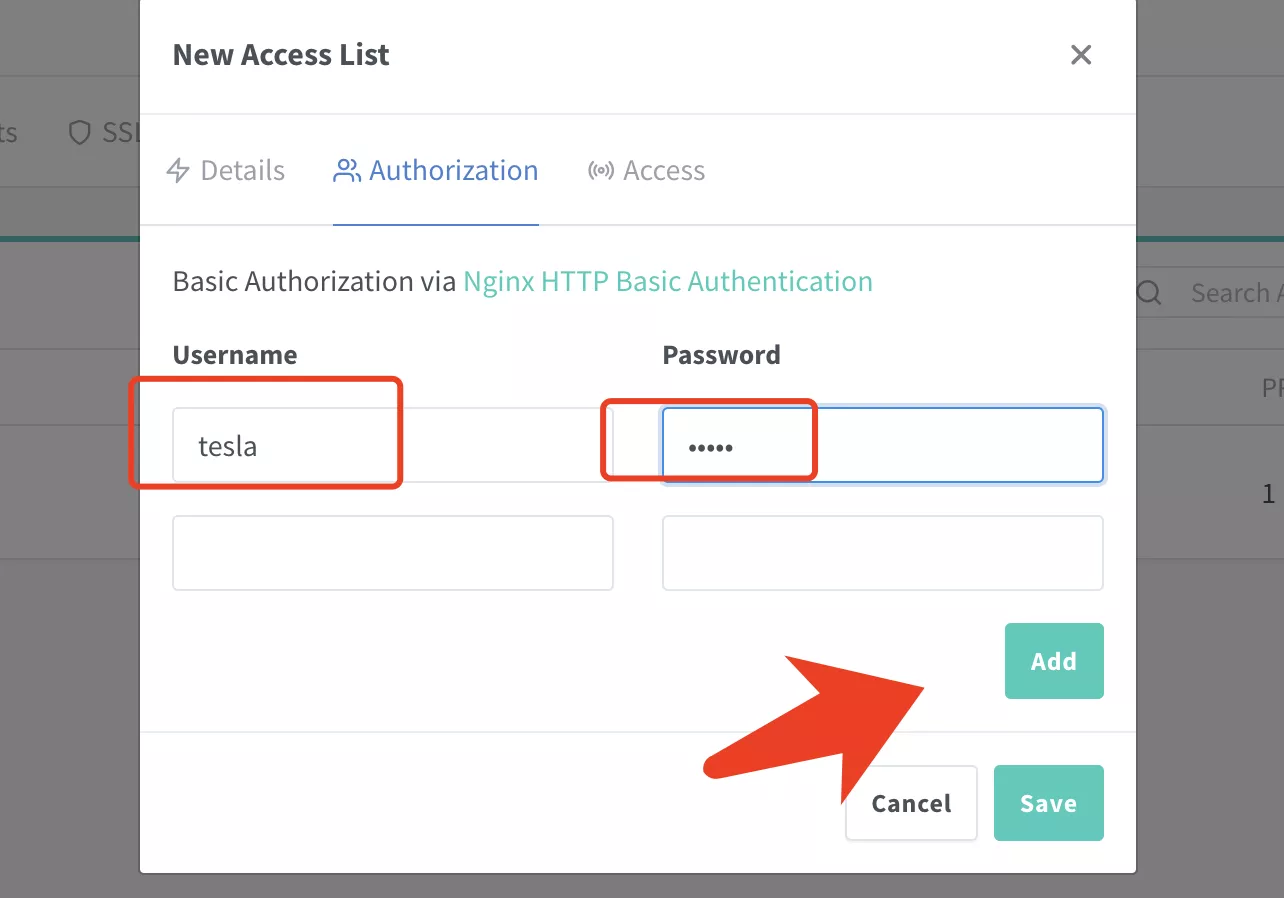 New Access List
ts
SSL
Details
Authorization
Access
Basic Authorization via Nginx HTTP Basic Authentication
Search
Username
Password
tesla
•••••
1
Add
Cancel
Save